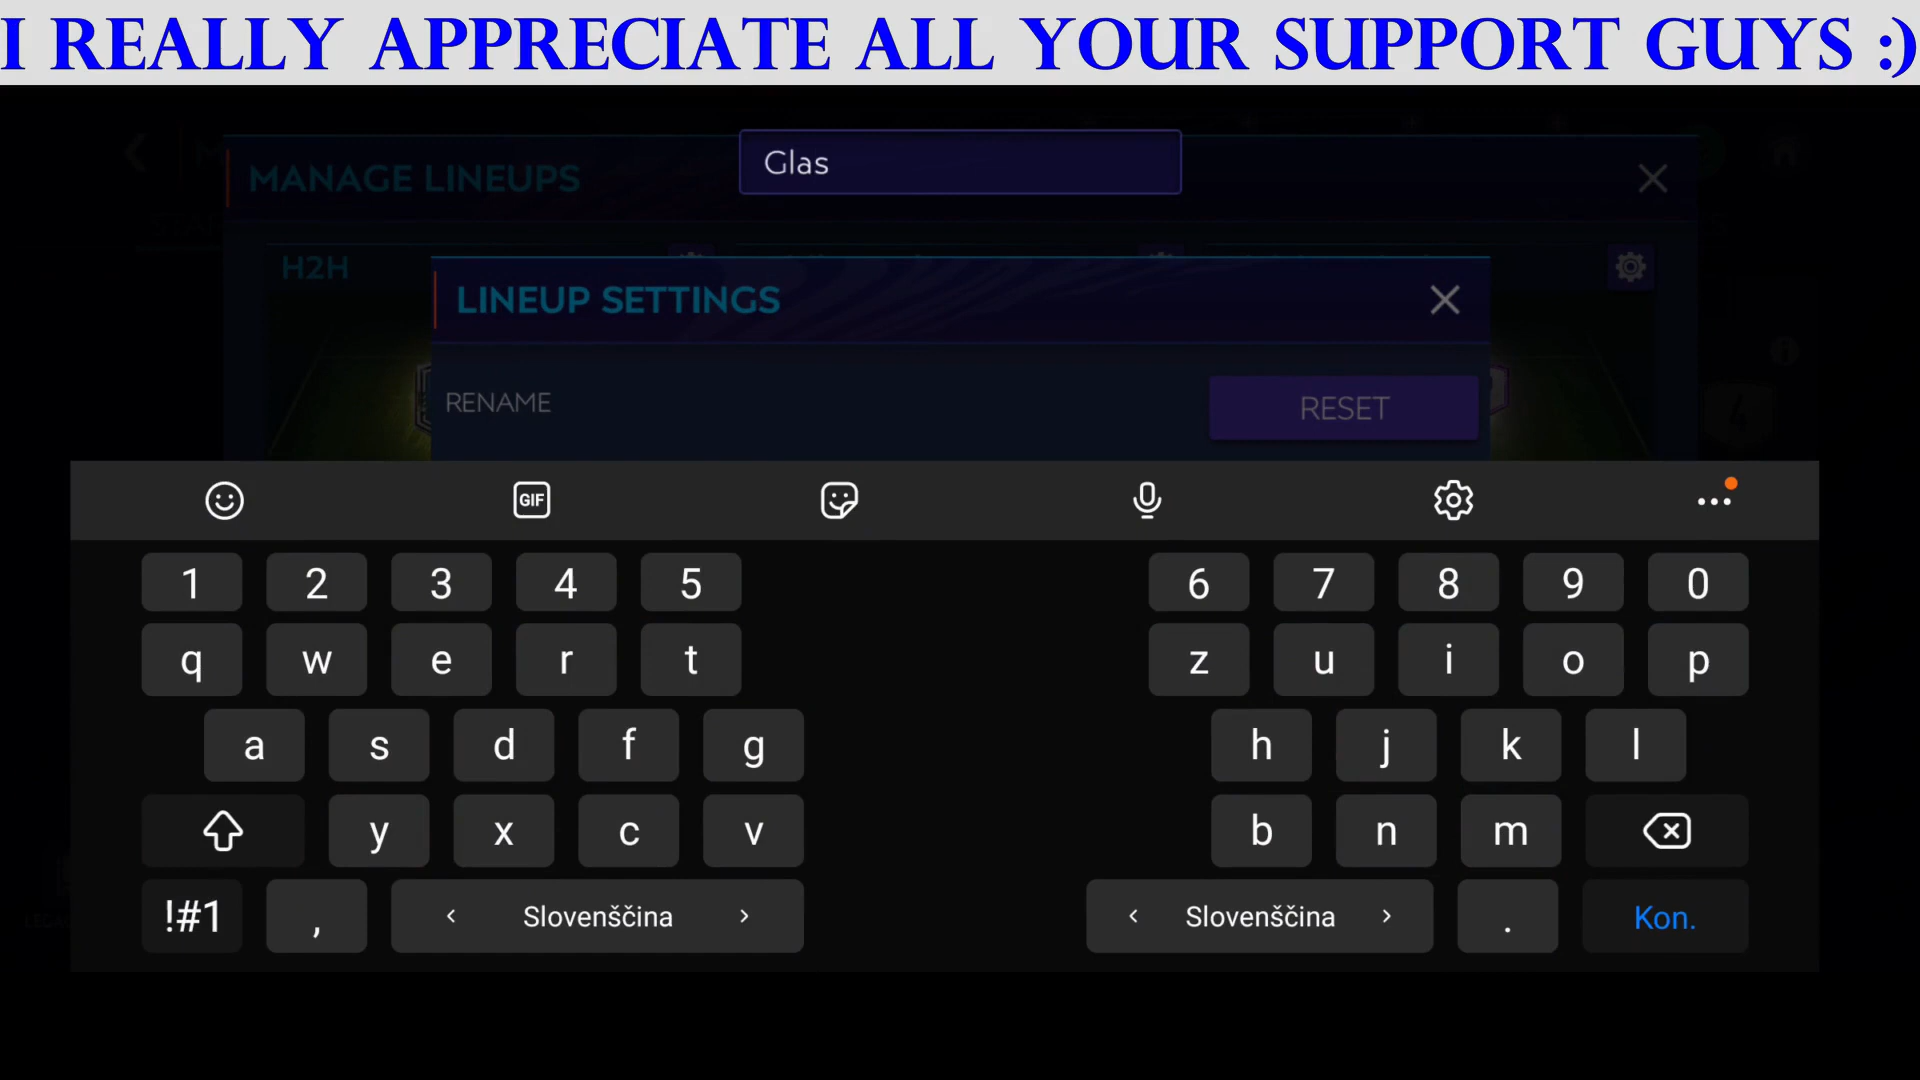 I REALLY APPRECIATE ALL YOUR SUPPORT GUYS :)
Glas
MANAGE LINEUPS
H2H
LINEUP SETTINGS
RENAME
RESET
GIF
1 2 3 4 5 6 7 8 9 0
q w e r t z u i o p
a s d f g h j k l
y x c v b n m
!#1 , < Slovenščina > < Slovenščina > . Kon.